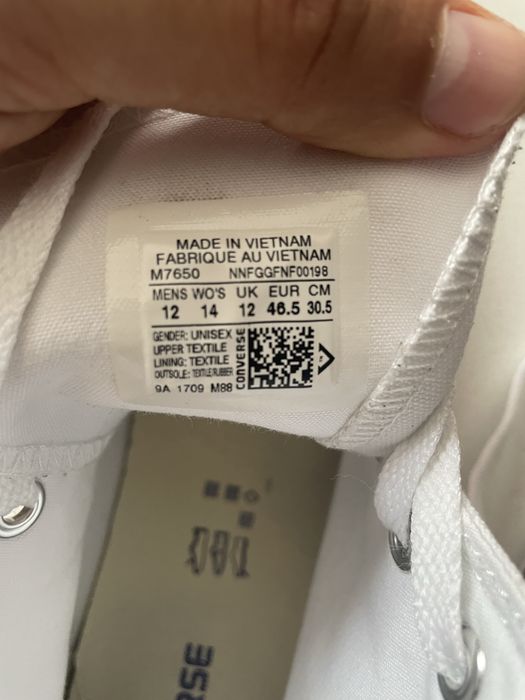 MADE IN VIETNAM
FABRIQUE AU VIETNAM
M7650 NNFGGFNF00198
MENS WO'S UK EUR CM
12 14 12 46.5 30.5
GENDER: UNISEX
UPPER TEXTILE
LINING: TEXTILE
OUTSOLE: TEXTILE RUBBER
9A 1709 M88
CONVERSE
RSE